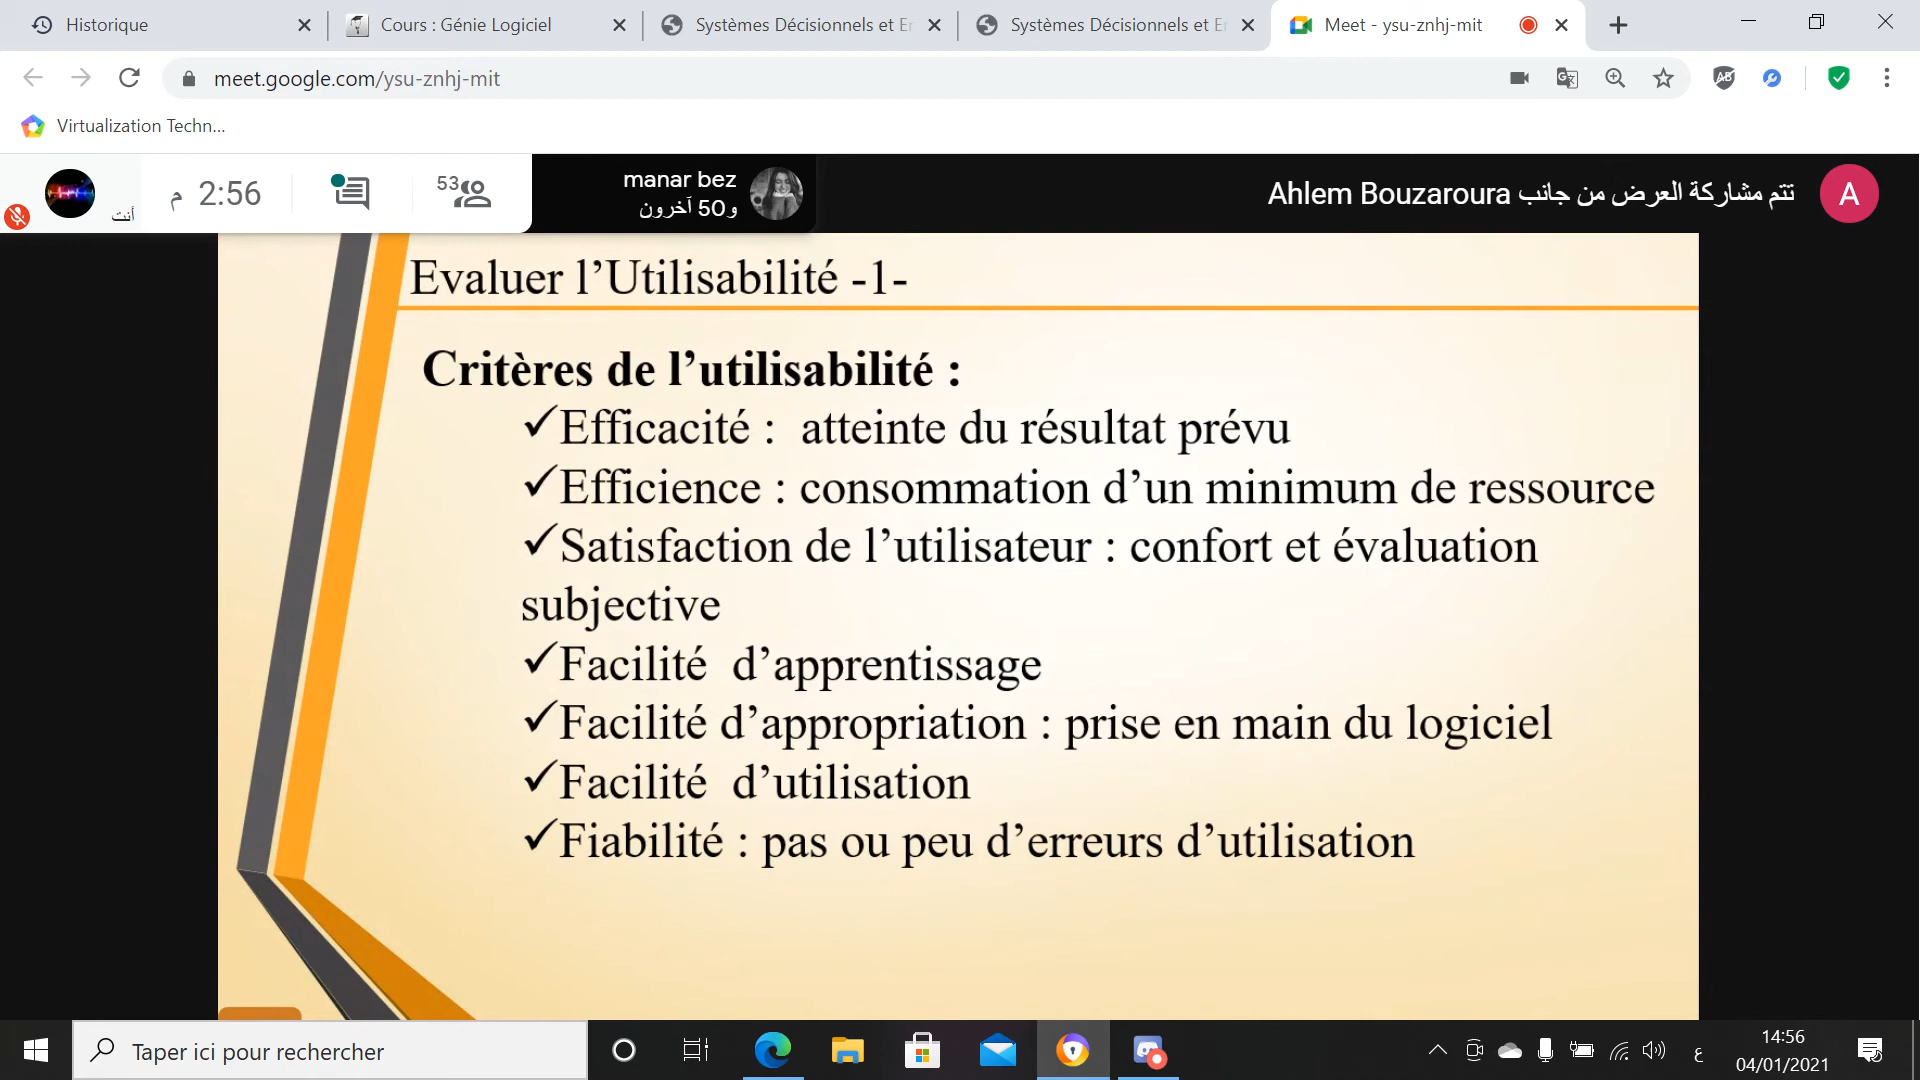 Historique
Cours : Génie Logiciel
Systèmes Décisionnels et En
Systèmes Décisionnels et En
Meet - ysu-znhj-mit
meet.google.com/ysu-znhj-mit
Virtualization Techn...
أنت
2:56 م
53
manar bez
و50 آخرون
تتم مشاركة العرض من جانب Ahlem Bouzaroura
A
Evaluer l’Utilisabilité -1-
Critères de l’utilisabilité :
✓Efficacité : atteinte du résultat prévu
✓Efficience : consommation d’un minimum de ressource
✓Satisfaction de l’utilisateur : confort et évaluation
subjective
✓Facilité d’apprentissage
✓Facilité d’appropriation : prise en main du logiciel
✓Facilité d’utilisation
✓Fiabilité : pas ou peu d’erreurs d’utilisation
Taper ici pour rechercher
ع
14:56
04/01/2021